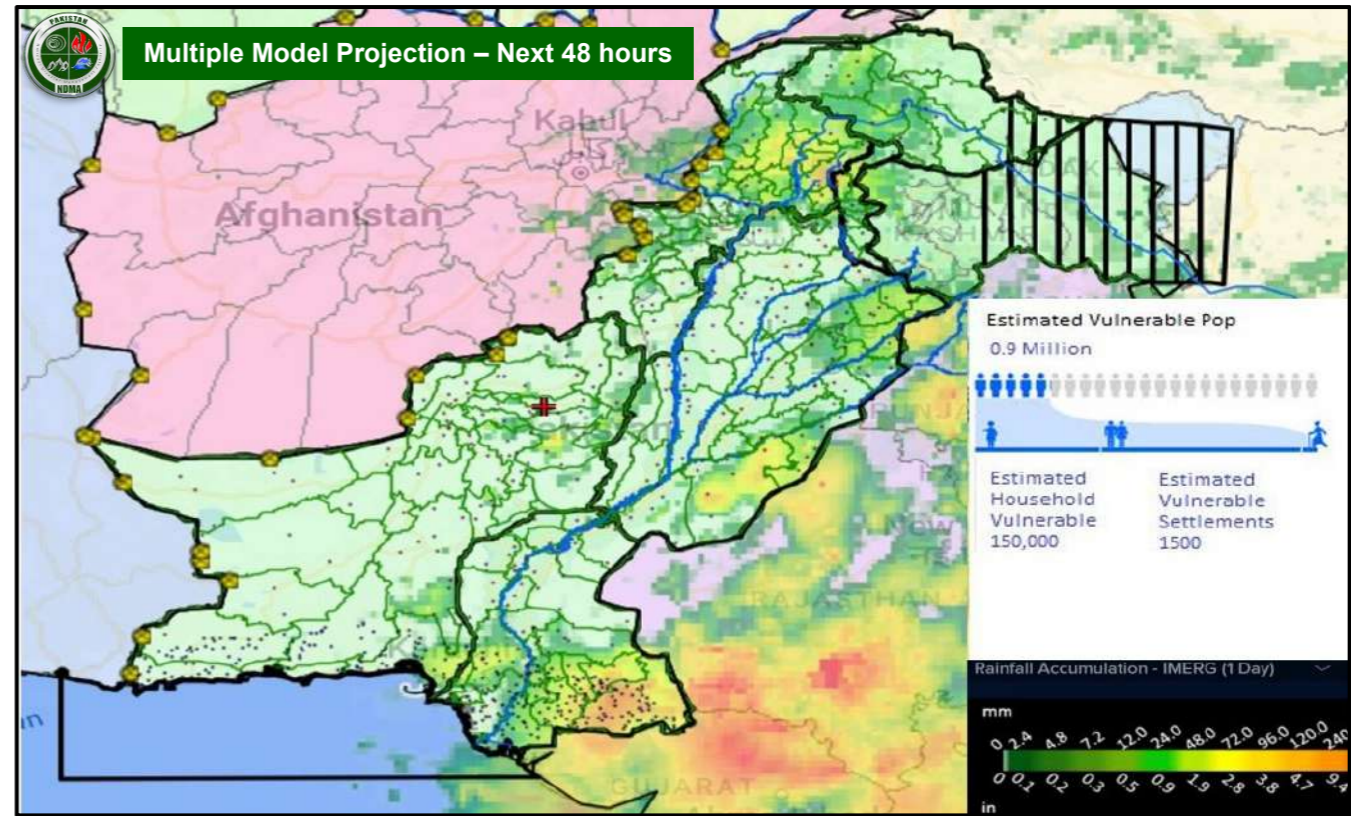 PAKISTAN
NDMA
Multiple Model Projection – Next 48 hours
Kabul
Afghanistan
KASHMIR
Estimated Vulnerable Pop
0.9 Million
Estimated
Household
Vulnerable
150,000
Estimated
Vulnerable
Settlements
1500
PUNJA
New
RAJASTHAN
GUJARAT
Rainfall Accumulation - IMERG (1 Day)
mm
0 2.4 4.8 7.2 12.0 24.0 48.0 72.0 96.0 120.0 240
0 0.1 0.2 0.3 0.5 0.9 1.9 2.8 3.8 4.7 9.4
in